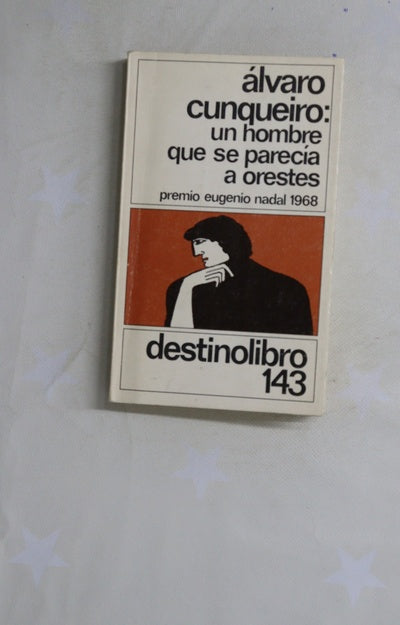 álvaro
cunqueiro:
un hombre
que se parecía
a orestes
premio eugenio nadal 1968
destinolibro
143